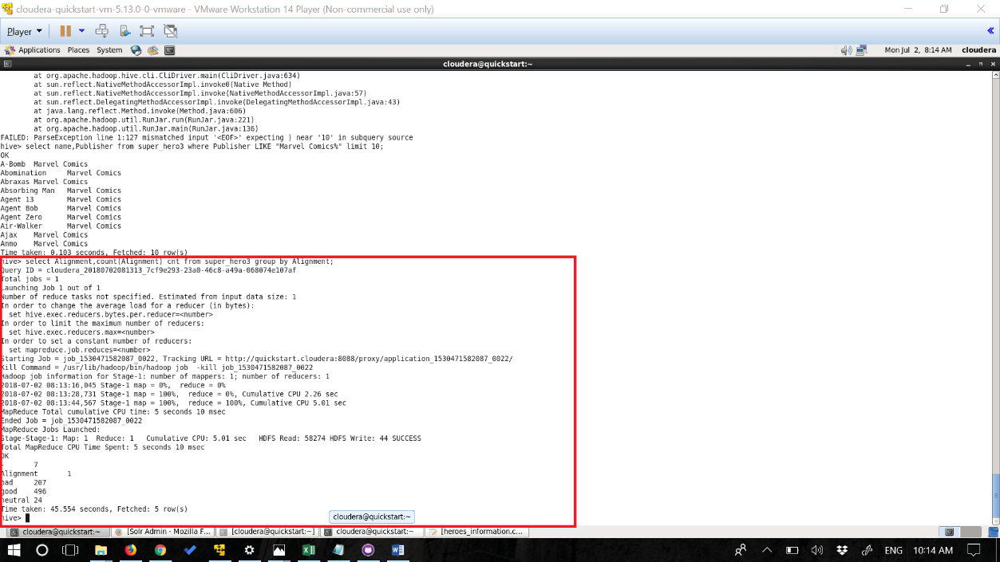 cloudera-quickstart-vm-5.13.0-0-vmware - VMware Workstation 14 Player (Non-commercial use only)
Player
Applications Places System Mon Jul 2, 8:14 AM cloudera
cloudera@quickstart:~
at org.apache.hadoop.hive.cli.CliDriver.main(CliDriver.java:634)
at sun.reflect.NativeMethodAccessorImpl.invoke0(Native Method)
at sun.reflect.NativeMethodAccessorImpl.invoke(NativeMethodAccessorImpl.java:57)
at sun.reflect.DelegatingMethodAccessorImpl.invoke(DelegatingMethodAccessorImpl.java:43)
at java.lang.reflect.Method.invoke(Method.java:606)
at org.apache.hadoop.util.RunJar.run(RunJar.java:221)
at org.apache.hadoop.util.RunJar.main(RunJar.java:136)
FAILED: ParseException line 1:127 mismatched input '<EOF>' expecting ) near '10' in subquery source
hive> select name,Publisher from super_hero3 where Publisher LIKE "Marvel Comics%" limit 10;
OK
A-Bomb Marvel Comics
Abomination Marvel Comics
Abraxas Marvel Comics
Absorbing Man Marvel Comics
Agent 13 Marvel Comics
Agent Bob Marvel Comics
Agent Zero Marvel Comics
Air-Walker Marvel Comics
Ajax Marvel Comics
Ammo Marvel Comics
Time taken: 0.103 seconds, Fetched: 10 row(s)
hive> select Alignment,count(Alignment) cnt from super_hero3 group by Alignment;
Query ID = cloudera_20180702081313_7cf9e293-23a0-46c8-a49a-068074e107af
Total jobs = 1
Launching Job 1 out of 1
Number of reduce tasks not specified. Estimated from input data size: 1
In order to change the average load for a reducer (in bytes):
set hive.exec.reducers.bytes.per.reducer=<number>
In order to limit the maximum number of reducers:
set hive.exec.reducers.max=<number>
In order to set a constant number of reducers:
set mapreduce.job.reduces=<number>
Starting Job = job_1530471582087_0022, Tracking URL = http://quickstart.cloudera:8088/proxy/application_1530471582087_0022/
Kill Command = /usr/lib/hadoop/bin/hadoop job -kill job_1530471582087_0022
Hadoop job information for Stage-1: number of mappers: 1; number of reducers: 1
2018-07-02 08:13:16,045 Stage-1 map = 0%, reduce = 0%
2018-07-02 08:13:28,731 Stage-1 map = 100%, reduce = 0%, Cumulative CPU 2.26 sec
2018-07-02 08:13:44,567 Stage-1 map = 100%, reduce = 100%, Cumulative CPU 5.01 sec
MapReduce Total cumulative CPU time: 5 seconds 10 msec
Ended Job = job_1530471582087_0022
MapReduce Jobs Launched:
Stage-Stage-1: Map: 1 Reduce: 1 Cumulative CPU: 5.01 sec HDFS Read: 58274 HDFS Write: 44 SUCCESS
Total MapReduce CPU Time Spent: 5 seconds 10 msec
OK
- 7
Alignment 1
bad 207
good 496
neutral 24
Time taken: 45.554 seconds, Fetched: 5 row(s)
hive>
cloudera@quickstart:~
cloudera@quickstart:~ [Solr Admin - Mozilla F... [cloudera@quickstart:~] cloudera@quickstart:~ [heroes_information.c...
ENG 10:14 AM